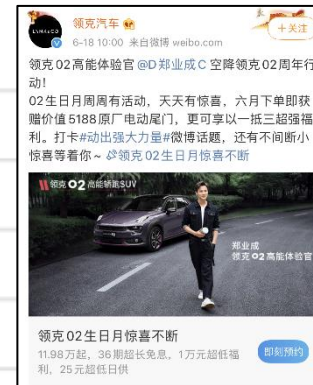 领克汽车
+关注
6-18 10:00 来自微博 weibo.com
领克02高能体验官@D郑业成C 空降领克02周年行
动!
02生日月周周有活动，天天有惊喜，六月下单即获
赠价值5188原厂电动尾门，更可享以一抵三超强福
利。打卡#动出强大力量#微博话题，还有不间断小
惊喜等着你~ 领克02生日月惊喜不断
领克02 高能轿跑SUV
郑业成
领克02高能体验官
领克02生日月惊喜不断
11.98万起，36期超长免息，1万元超低福
利，25元超低日供
即刻预约